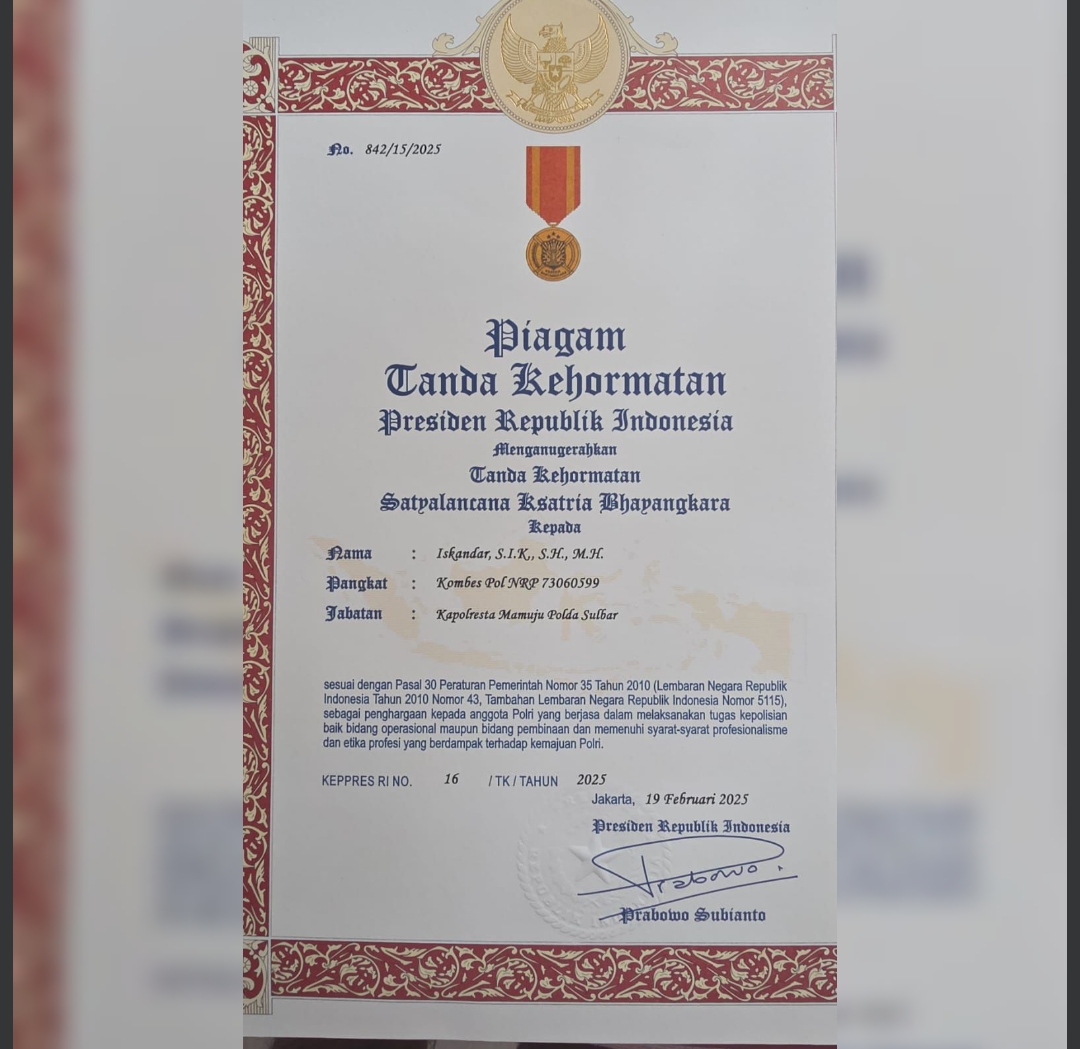 No. 842/15/2025
Piagam
Tanda Kehormatan
Presiden Republik Indonesia
Menganugerahkan
Tanda Kehormatan
Satyalancana Ksatria Bhayangkara
Kepada
Nama : Iskandar, S.I.K., S.H., M.H.
Pangkat : Kombes Pol NRP 73060599
Jabatan : Kapolresta Mamuju Polda Sulbar
sesuai dengan Pasal 30 Peraturan Pemerintah Nomor 35 Tahun 2010 (Lembaran Negara Republik
Indonesia Tahun 2010 Nomor 43, Tambahan Lembaran Negara Republik Indonesia Nomor 5115),
sebagai penghargaan kepada anggota Polri yang berjasa dalam melaksanakan tugas kepolisian
baik bidang operasional maupun bidang pembinaan dan memenuhi syarat-syarat profesionalisme
dan etika profesi yang berdampak terhadap kemajuan Polri.
KEPPRES RI NO. 16 / TK / TAHUN 2025
Jakarta, 19 Februari 2025
Presiden Republik Indonesia
Prabowo
Prabowo Subianto